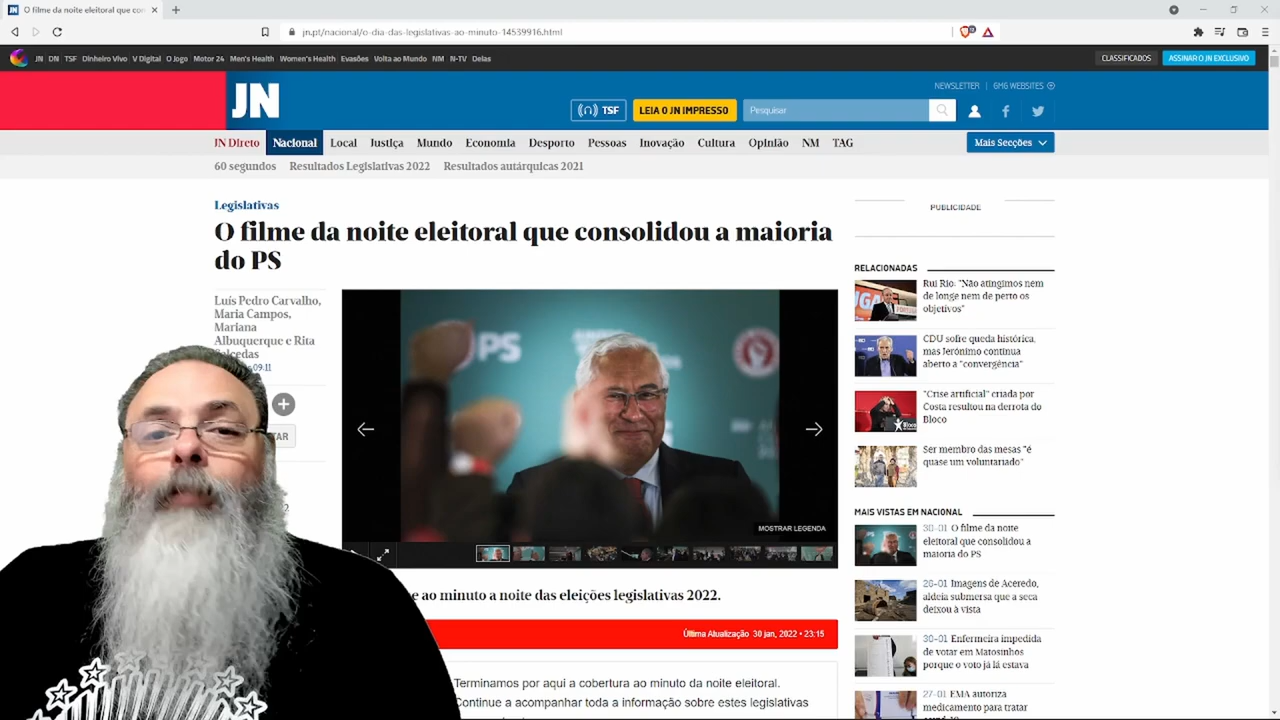 O filme da noite eleitoral que con
jn.pt/nacional/o-dia-das-legislativas-ao-minuto-14539916.html
JN DN TSF Dinheiro Vivo V Digital O Jogo Motor 24 Men's Health Women's Health Evasões Volta ao Mundo NM N-TV Delas
CLASSIFICADOS
ASSINAR O JN EXCLUSIVO
JN
NEWSLETTER | GMG WEBSITES
TSF
LEIA O JN IMPRESSO
Pesquisar
JN Direto Nacional Local Justiça Mundo Economia Desporto Pessoas Inovação Cultura Opinião NM TAG
Mais Secções
60 segundos Resultados Legislativas 2022 Resultados autárquicas 2021
Legislativas
O filme da noite eleitoral que consolidou a maioria
do PS
Luís Pedro Carvalho,
Maria Campos,
Mariana
Albuquerque e Rita
Salcedas
09:11
PS
MOSTRAR LEGENDA
ao minuto a noite das eleições legislativas 2022.
Última Atualização 30 jan, 2022 • 23:15
Terminamos por aqui a cobertura ao minuto da noite eleitoral.
Continue a acompanhar toda a informação sobre estes legislativas
PUBLICIDADE
RELACIONADAS
Rui Rio: "Não atingimos nem
de longe nem de perto os
objetivos"
CDU sofre queda histórica,
mas Jerónimo continua
aberto a "convergência"
"Crise artificial" criada por
Costa resultou na derrota do
Bloco
Ser membro das mesas "é
quase um voluntariado"
MAIS VISTAS EM NACIONAL
30-01 O filme da noite
eleitoral que consolidou a
maioria do PS
28-01 Imagens de Aceredo,
aldeia submersa que a seca
deixou à vista
30-01 Enfermeira impedida
de votar em Matosinhos
porque o voto já lá estava
27-01 EMA autoriza
medicamento para tratar